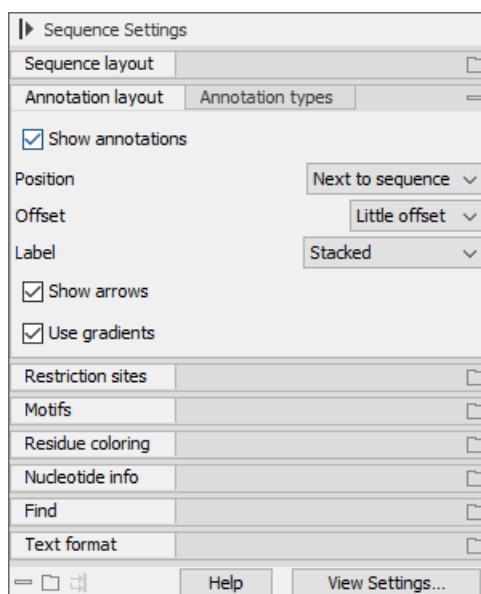 Sequence Settings
Sequence layout
Annotation layout Annotation types
Show annotations
Position Next to sequence
Offset Little offset
Label Stacked
Show arrows
Use gradients
Restriction sites
Motifs
Residue coloring
Nucleotide info
Find
Text format
Help View Settings...